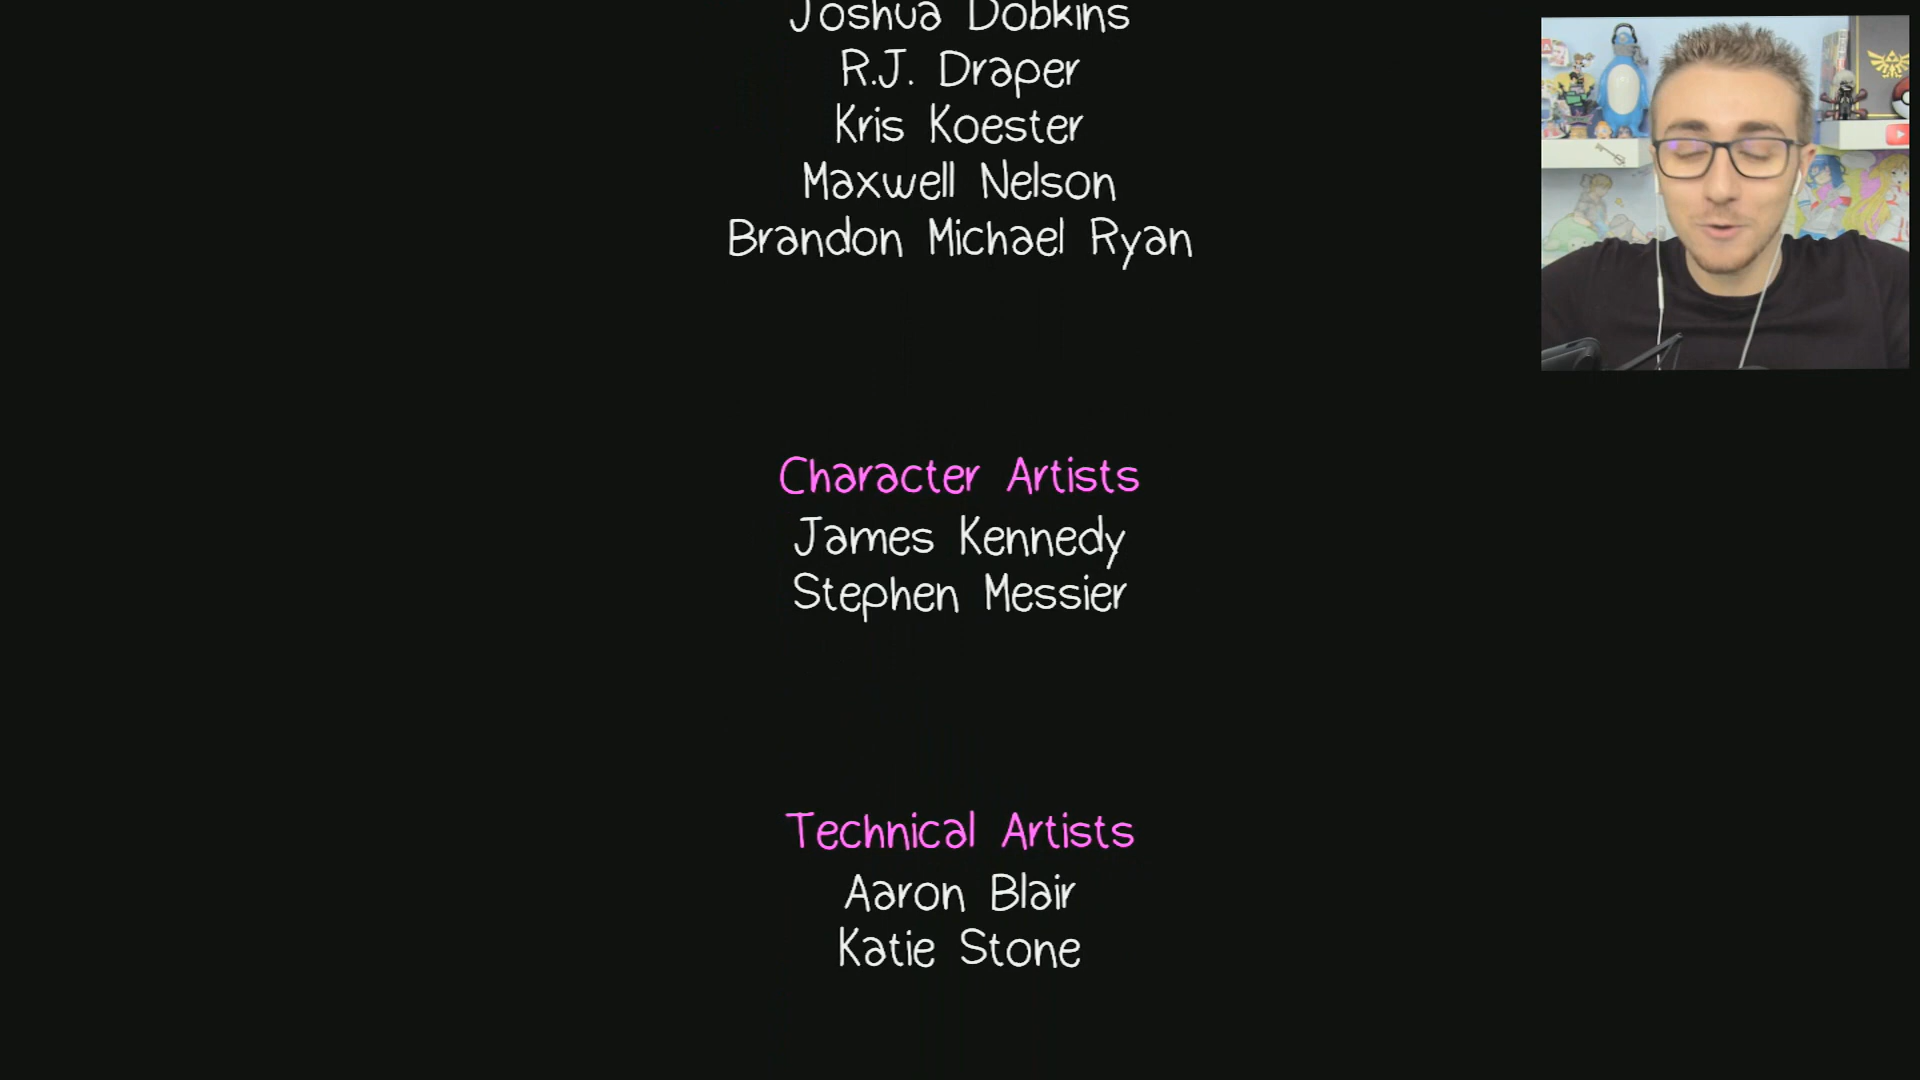 Joshua Dobkins
R.J. Draper
Kris Koester
Maxwell Nelson
Brandon Michael Ryan
Character Artists
James Kennedy
Stephen Messier
Technical Artists
Aaron Blair
Katie Stone